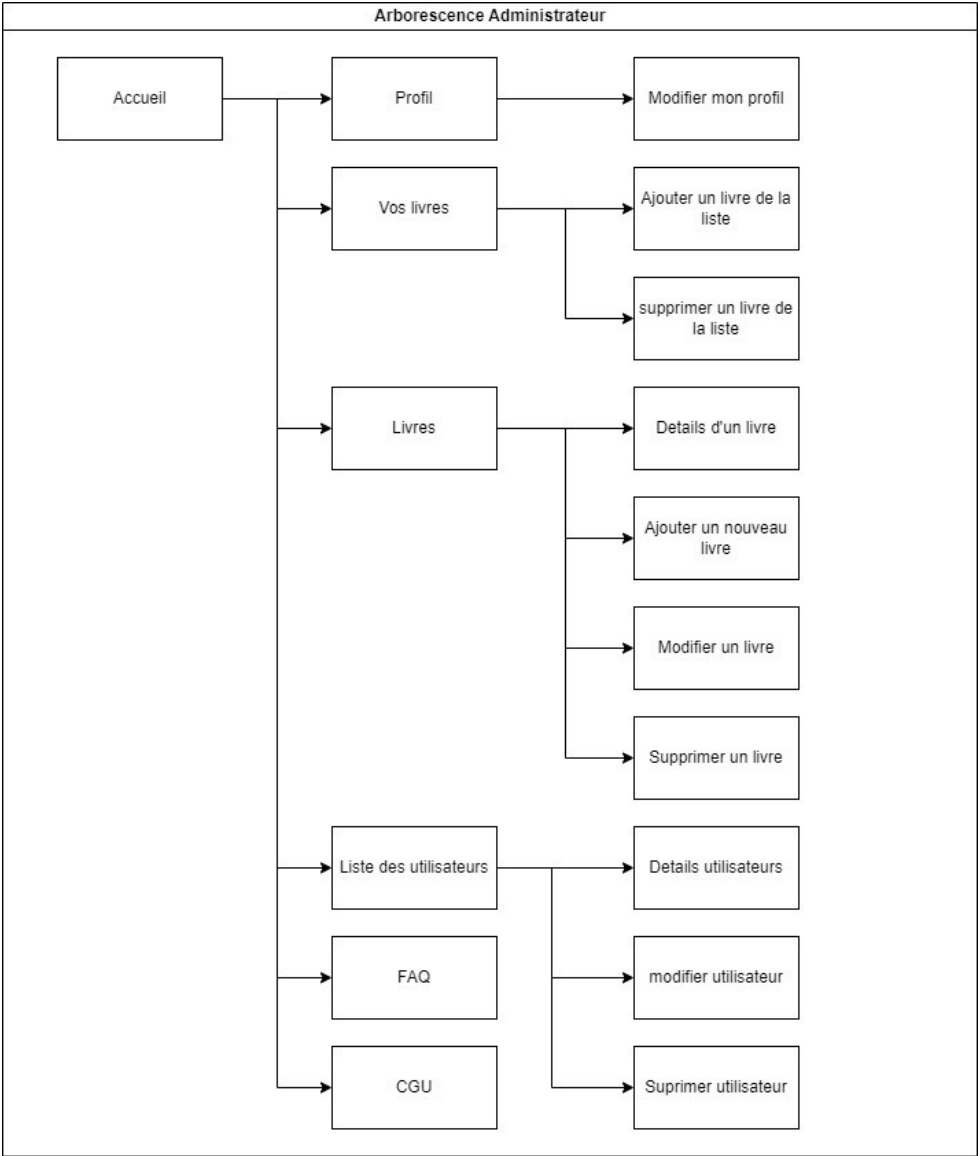 Arborescence Administrateur
Accueil
Profil
Modifier mon profil
Vos livres
Ajouter un livre de la
liste
supprimer un livre de
la liste
Livres
Details d'un livre
Ajouter un nouveau
livre
Modifier un livre
Supprimer un livre
Liste des utilisateurs
Details utilisateurs
FAQ
modifier utilisateur
CGU
Suprimer utilisateur